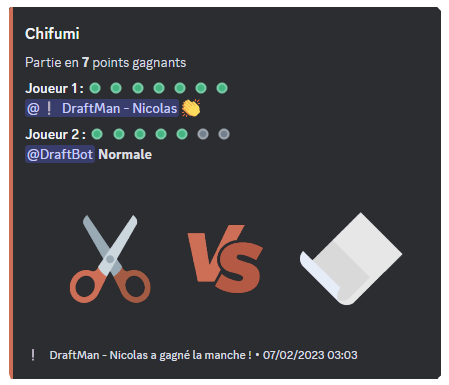 Chifumi
Partie en 7 points gagnants
Joueur 1 :
@❕ DraftMan - Nicolas 👏
Joueur 2 :
@DraftBot Normale
VS
❕ DraftMan - Nicolas a gagné la manche ! • 07/02/2023 03:03